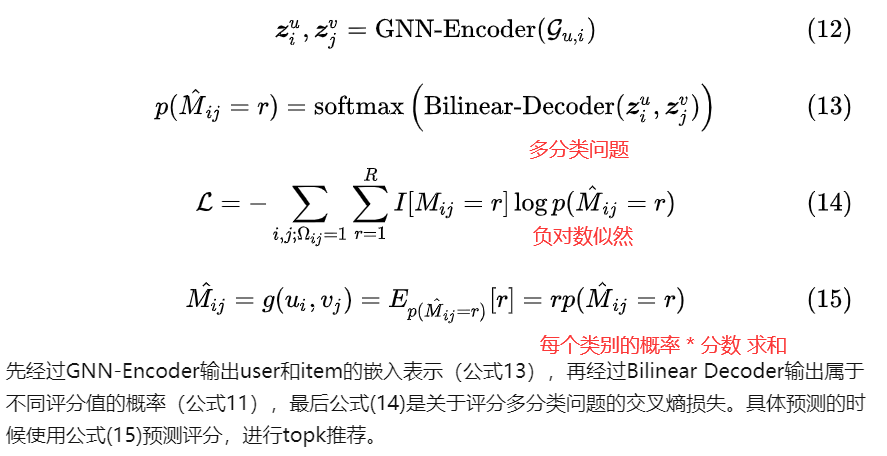 $\boldsymbol{z}_i^u, \boldsymbol{z}_j^v = \text{GNN-Encoder}(\mathcal{G}_{u,i})$ (12)
$p(\hat{M}_{ij} = r) = \text{softmax}\left(\text{Bilinear-Decoder}(\boldsymbol{z}_i^u, \boldsymbol{z}_j^v)\right)$ (13)
多分类问题
$\mathcal{L} = -\sum_{i,j;\Omega_{ij}=1} \sum_{r=1}^{R} I[M_{ij} = r] \log p(\hat{M}_{ij} = r)$ (14)
负对数似然
$\hat{M}_{ij} = g(u_i, v_j) = E_{p(\hat{M}_{ij}=r)}[r] = rp(\hat{M}_{ij} = r)$ (15)
每个类别的概率 * 分数 求和
先经过GNN-Encoder输出user和item的嵌入表示（公式13），再经过Bilinear Decoder输出属于
不同评分值的概率（公式11），最后公式(14)是关于评分多分类问题的交叉熵损失。具体预测的时
候使用公式(15)预测评分，进行topk推荐。